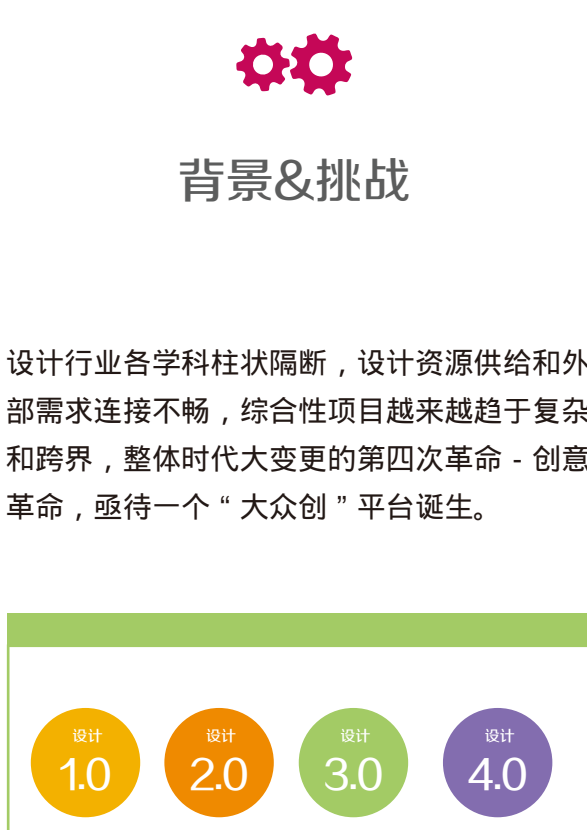 背景&挑战
设计行业各学科柱状隔断，设计资源供给和外
部需求连接不畅，综合性项目越来越趋于复杂
和跨界，整体时代大变更的第四次革命 - 创意
革命，亟待一个“大众创”平台诞生。
设计 设计 设计 设计
1.0 2.0 3.0 4.0